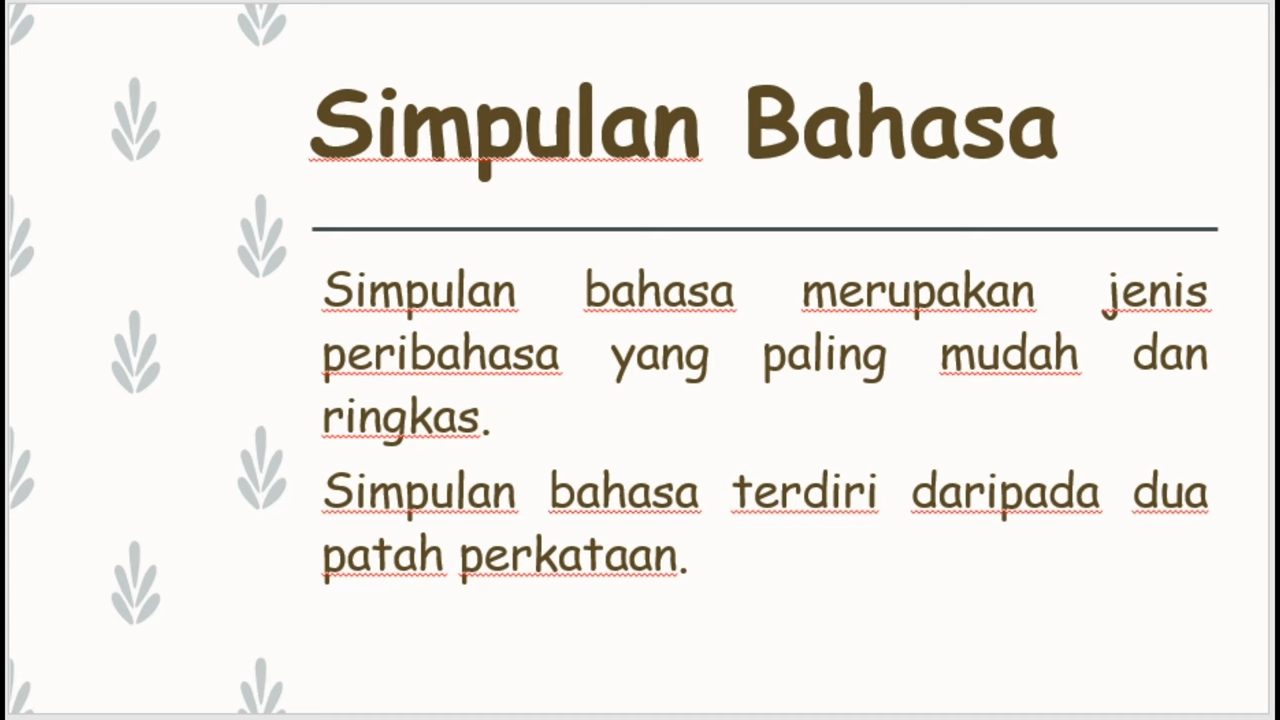 Simpulan Bahasa
Simpulan bahasa merupakan jenis
peribahasa yang paling mudah dan
ringkas.
Simpulan bahasa terdiri daripada dua
patah perkataan.